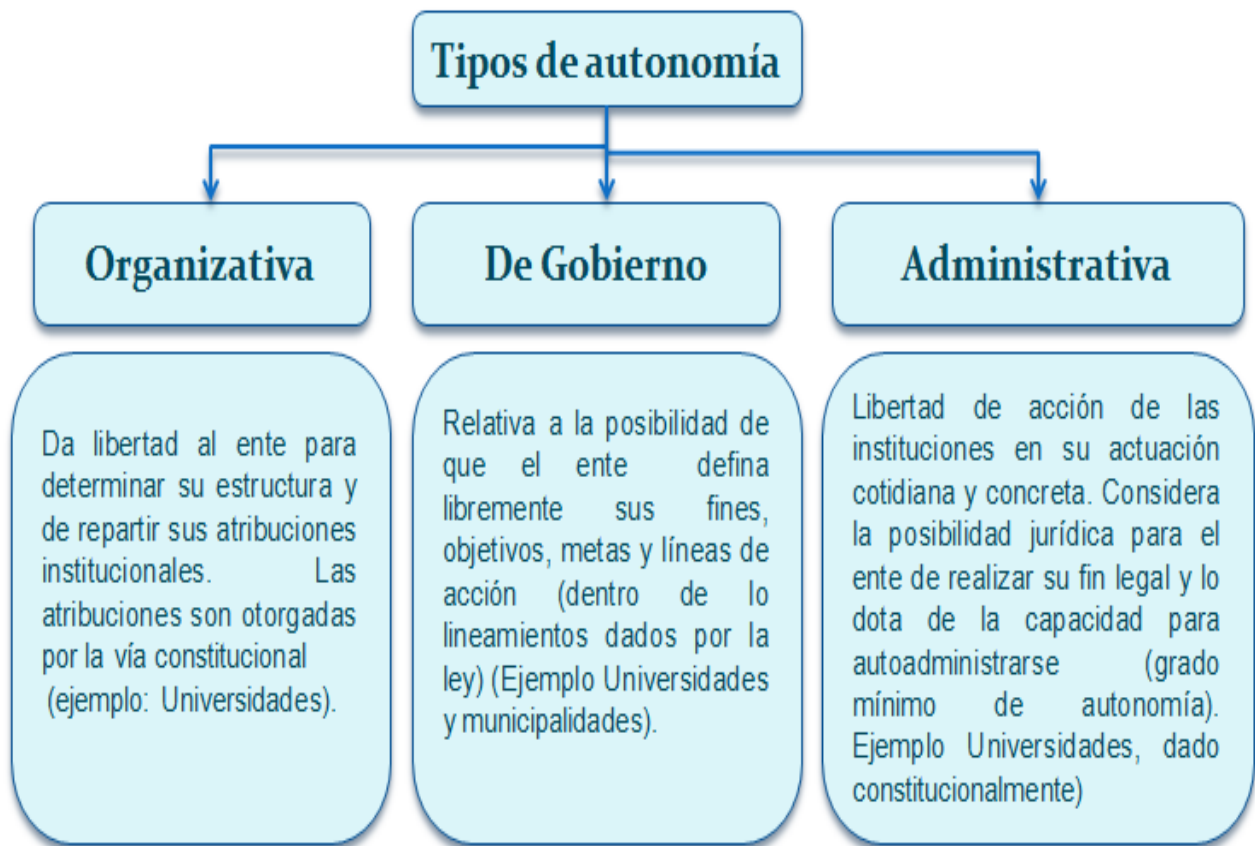 Tipos de autonomía
Organizativa
Da libertad al ente para
determinar su estructura y
de repartir sus atribuciones
institucionales. Las
atribuciones son otorgadas
por la vía constitucional
(ejemplo: Universidades).
De Gobierno
Relativa a la posibilidad de
que el ente defina
libremente sus fines,
objetivos, metas y líneas de
acción (dentro de lo
lineamientos dados por la
ley) (Ejemplo Universidades
y municipalidades).
Administrativa
Libertad de acción de las
instituciones en su actuación
cotidiana y concreta. Considera
la posibilidad jurídica para el
ente de realizar su fin legal y lo
dota de la capacidad para
autoadministrarse (grado
mínimo de autonomía).
Ejemplo Universidades, dado
constitucionalmente)